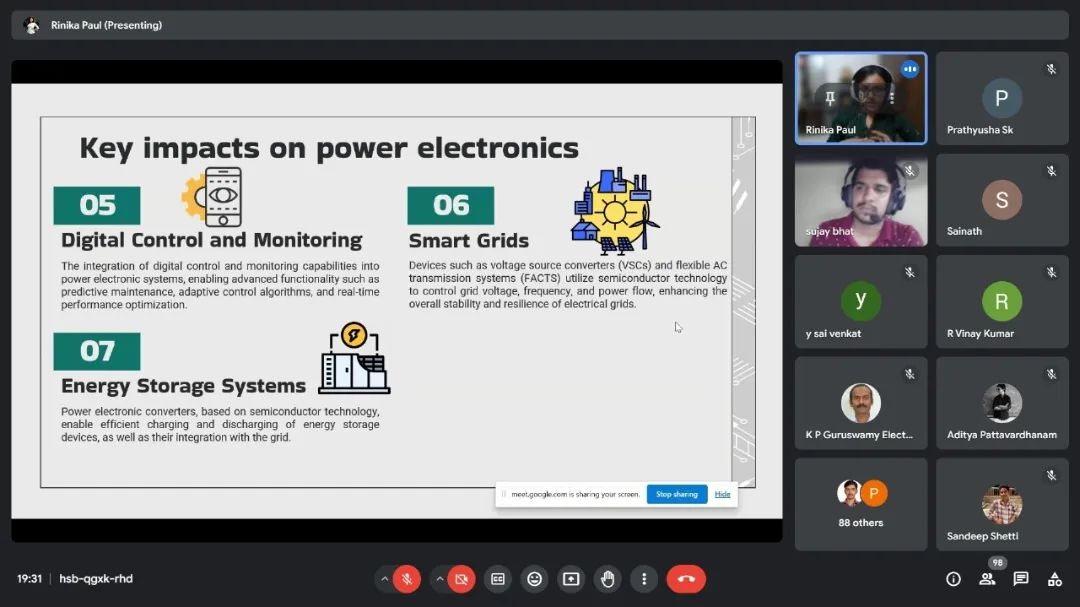 Rinika Paul (Presenting)
Key impacts on power electronics
05
Digital Control and Monitoring
The integration of digital control and monitoring capabilities into
power electronic systems, enabling advanced functionality such as
predictive maintenance, adaptive control algorithms, and real-time
performance optimization.
06
Smart Grids
Devices such as voltage source converters (VSCs) and flexible AC
transmission systems (FACTS) utilize semiconductor technology
to control grid voltage, frequency, and power flow, enhancing the
overall stability and resilience of electrical grids.
07
Energy Storage Systems
Power electronic converters, based on semiconductor technology,
enable efficient charging and discharging of energy storage
devices, as well as their integration with the grid.
meet.google.com is sharing your screen.
Stop sharing
Hide
Rinika Paul
P
Prathyusha Sk
sujay bhat
S
Sainath
y
y sai venkat
R
R Vinay Kumar
K P Guruswamy Elect...
Aditya Pattavardhanam
P
88 others
Sandeep Shetti
19:31 | hsb-qgxk-rhd
CC
98